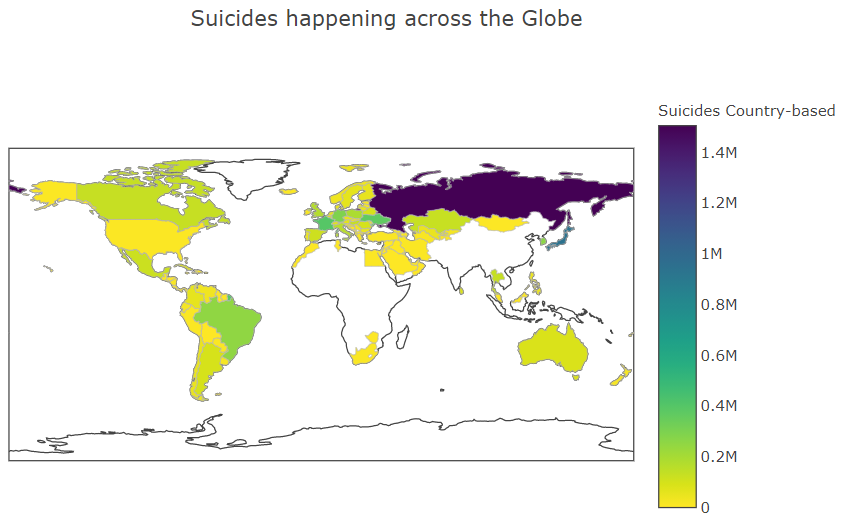 Suicides happening across the Globe
Suicides Country-based
1.4M
1.2M
1M
0.8M
0.6M
0.4M
0.2M
0